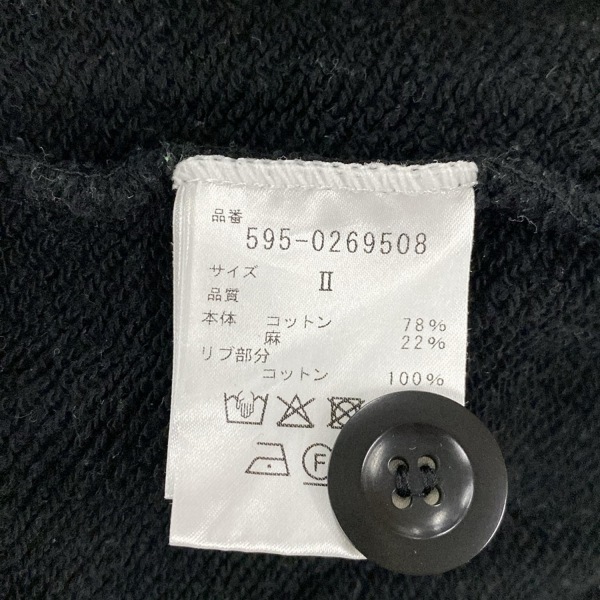 品番
595-0269508
サイズ Ⅱ
品質
本体 コットン 78%
麻 22%
リブ部分
コットン 100%
F